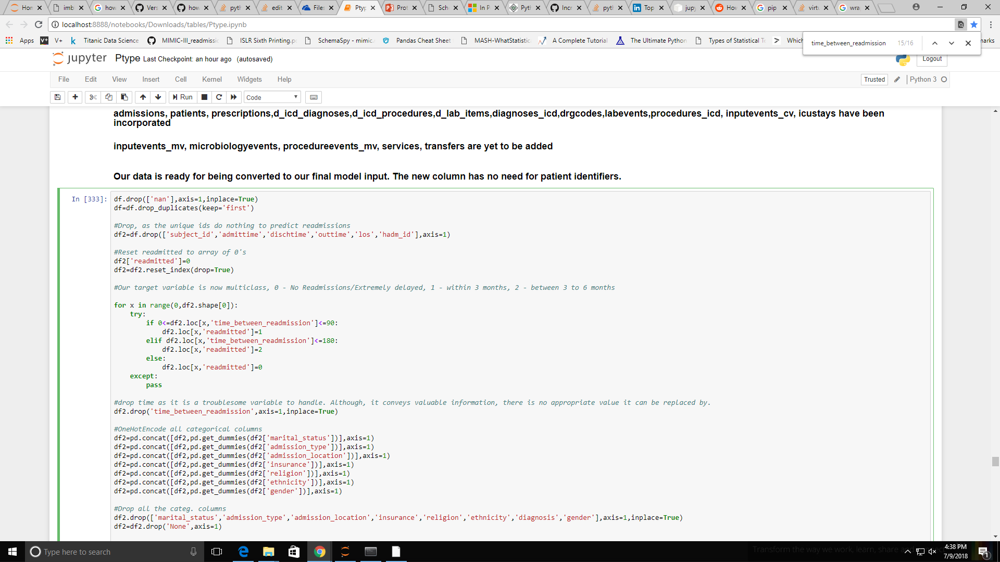 Hon
imb
how
Vers
how
pyth
edit
Files
Ptyp
Prot
Sch
In P
Pyth
Incr
pyth
Top
jupy
How
pip
virtu
wra
localhost:8888/notebooks/Downloads/tables/Ptype.ipynb
Apps
V+
Titanic Data Science
MIMIC-III_readmissic
ISLR Sixth Printing.p
SchemaSpy - mimic.
Pandas Cheat Sheet
MASH-WhatStatistic
A Complete Tutorial
The Ultimate Python
Types of Statistical Te
Which
marks
time_between_readmission 15/16
jupyter Ptype Last Checkpoint: an hour ago (autosaved)
Logout
File Edit View Insert Cell Kernel Widgets Help
Trusted Python 3
Run Code
admissions, patients, prescriptions,d_icd_diagnoses,d_icd_procedures,d_lab_items,diagnoses_icd,drgcodes,labevents,procedures_icd, inputevents_cv, icustays have been
incorporated
inputevents_mv, microbiologyevents, procedureevents_mv, services, transfers are yet to be added
Our data is ready for being converted to our final model input. The new column has no need for patient identifiers.
In [333]: df.drop(['nan'],axis=1,inplace=True)
df=df.drop_duplicates(keep='first')
#Drop, as the unique ids do nothing to predict readmissions
df2=df.drop(['subject_id','admittime','dischtime','outtime','los','hadm_id'],axis=1)
#Reset readmitted to array of 0's
df2['readmitted']=0
df2=df2.reset_index(drop=True)
#Our target variable is now multiclass, 0 - No Readmissions/Extremely delayed, 1 - within 3 months, 2 - between 3 to 6 months
for x in range(0,df2.shape[0]):
try:
if 0<=df2.loc[x,'time_between_readmission']<=90:
df2.loc[x,'readmitted']=1
elif df2.loc[x,'time_between_readmission']<=180:
df2.loc[x,'readmitted']=2
else:
df2.loc[x,'readmitted']=0
except:
pass
#drop time as it is a troublesome variable to handle. Although, it conveys valuable information, there is no appropriate value it can be replaced by.
df2.drop('time_between_readmission',axis=1,inplace=True)
#OneHotEncode all categorical columns
df2=pd.concat([df2,pd.get_dummies(df2['marital_status'])],axis=1)
df2=pd.concat([df2,pd.get_dummies(df2['admission_type'])],axis=1)
df2=pd.concat([df2,pd.get_dummies(df2['admission_location'])],axis=1)
df2=pd.concat([df2,pd.get_dummies(df2['insurance'])],axis=1)
df2=pd.concat([df2,pd.get_dummies(df2['religion'])],axis=1)
df2=pd.concat([df2,pd.get_dummies(df2['ethnicity'])],axis=1)
df2=pd.concat([df2,pd.get_dummies(df2['gender'])],axis=1)
#Drop all the categ. columns
df2.drop(['marital_status','admission_type','admission_location','insurance','religion','ethnicity','diagnosis','gender'],axis=1,inplace=True)
df2=df2.drop('None',axis=1)
Type here to search
Transform the way we work, learn, share and
4:38 PM
7/9/2018
1